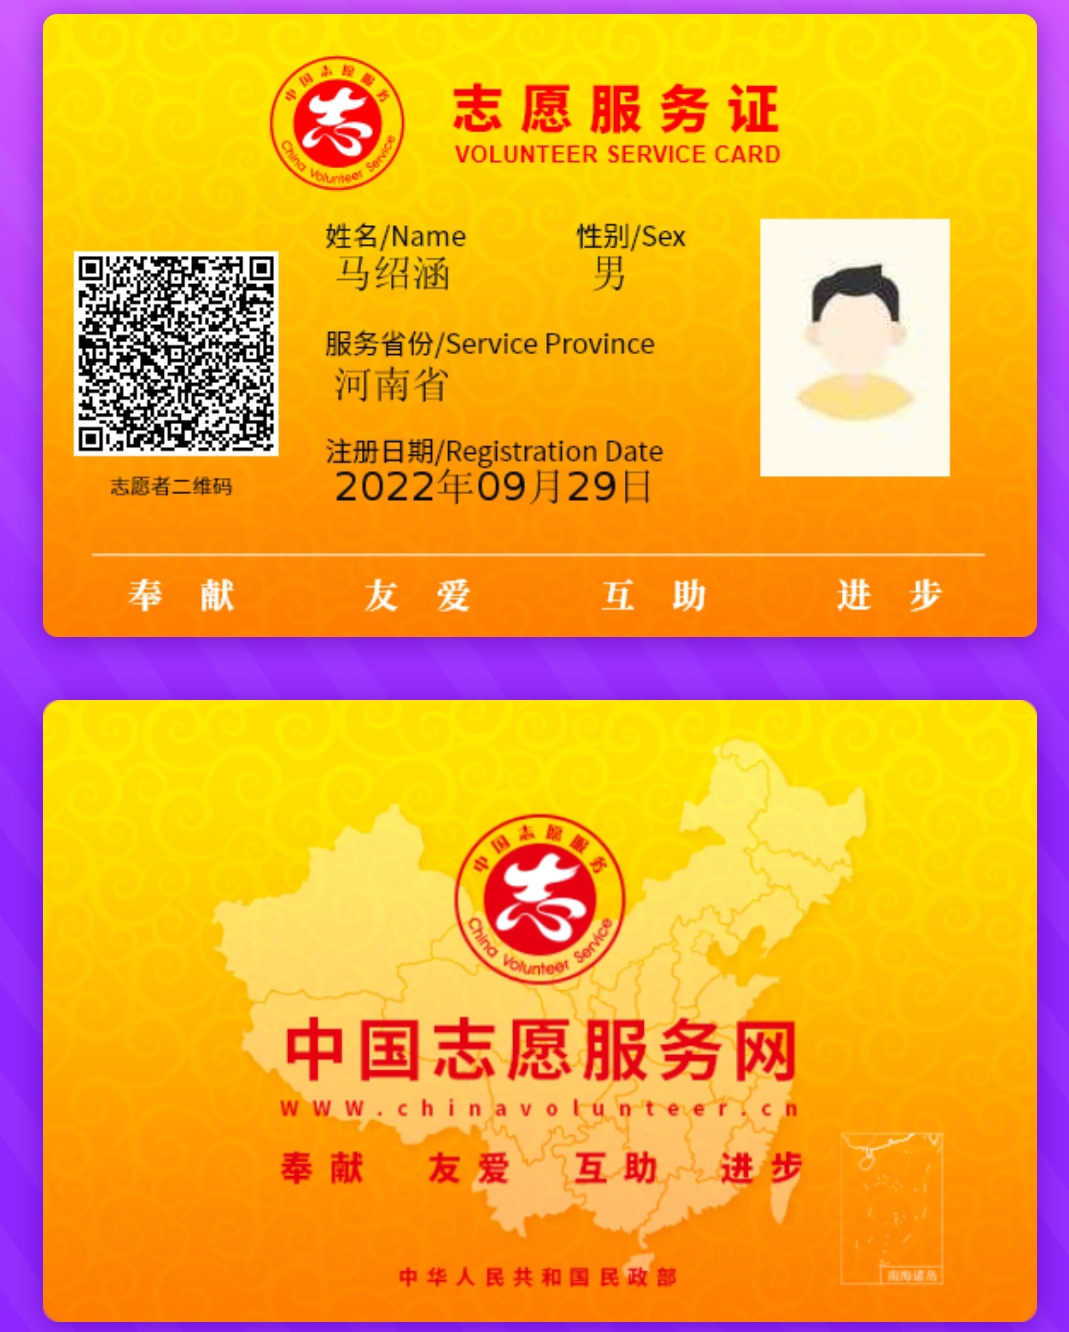 中国志愿服务
China Volunteer Service
志愿服务证
VOLUNTEER SERVICE CARD
姓名/Name 性别/Sex
马绍涵 男
服务省份/Service Province
河南省
注册日期/Registration Date
2022年09月29日
志愿者二维码
奉献 友爱 互助 进步
中国志愿服务
China Volunteer Service
中国志愿服务网
www.chinavolunteer.cn
奉献 友爱 互助 进步
南海诸岛
中华人民共和国民政部